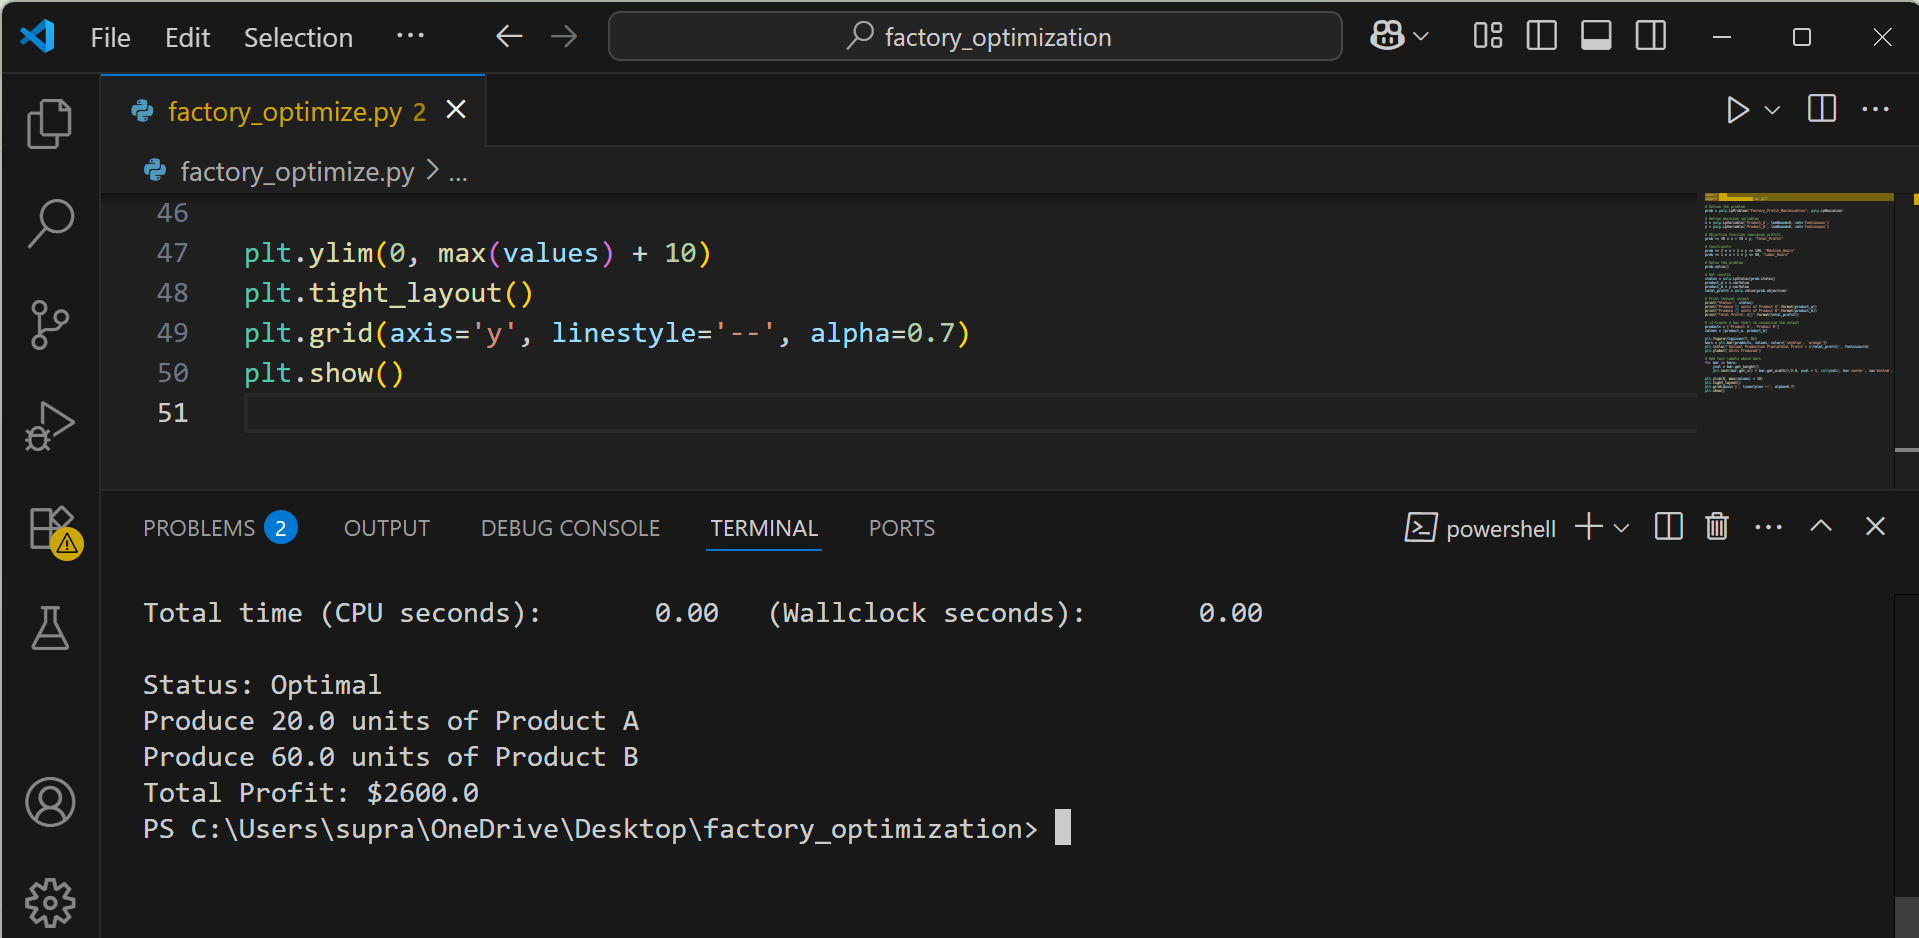 File Edit Selection ... factory_optimization
factory_optimize.py 2
factory_optimize.py > ...
46
47 plt.ylim(0, max(values) + 10)
48 plt.tight_layout()
49 plt.grid(axis='y', linestyle='--', alpha=0.7)
50 plt.show()
51
PROBLEMS 2 OUTPUT DEBUG CONSOLE TERMINAL PORTS powershell
Total time (CPU seconds): 0.00 (Wallclock seconds): 0.00
Status: Optimal
Produce 20.0 units of Product A
Produce 60.0 units of Product B
Total Profit: $2600.0
PS C:\Users\supra\OneDrive\Desktop\factory_optimization>